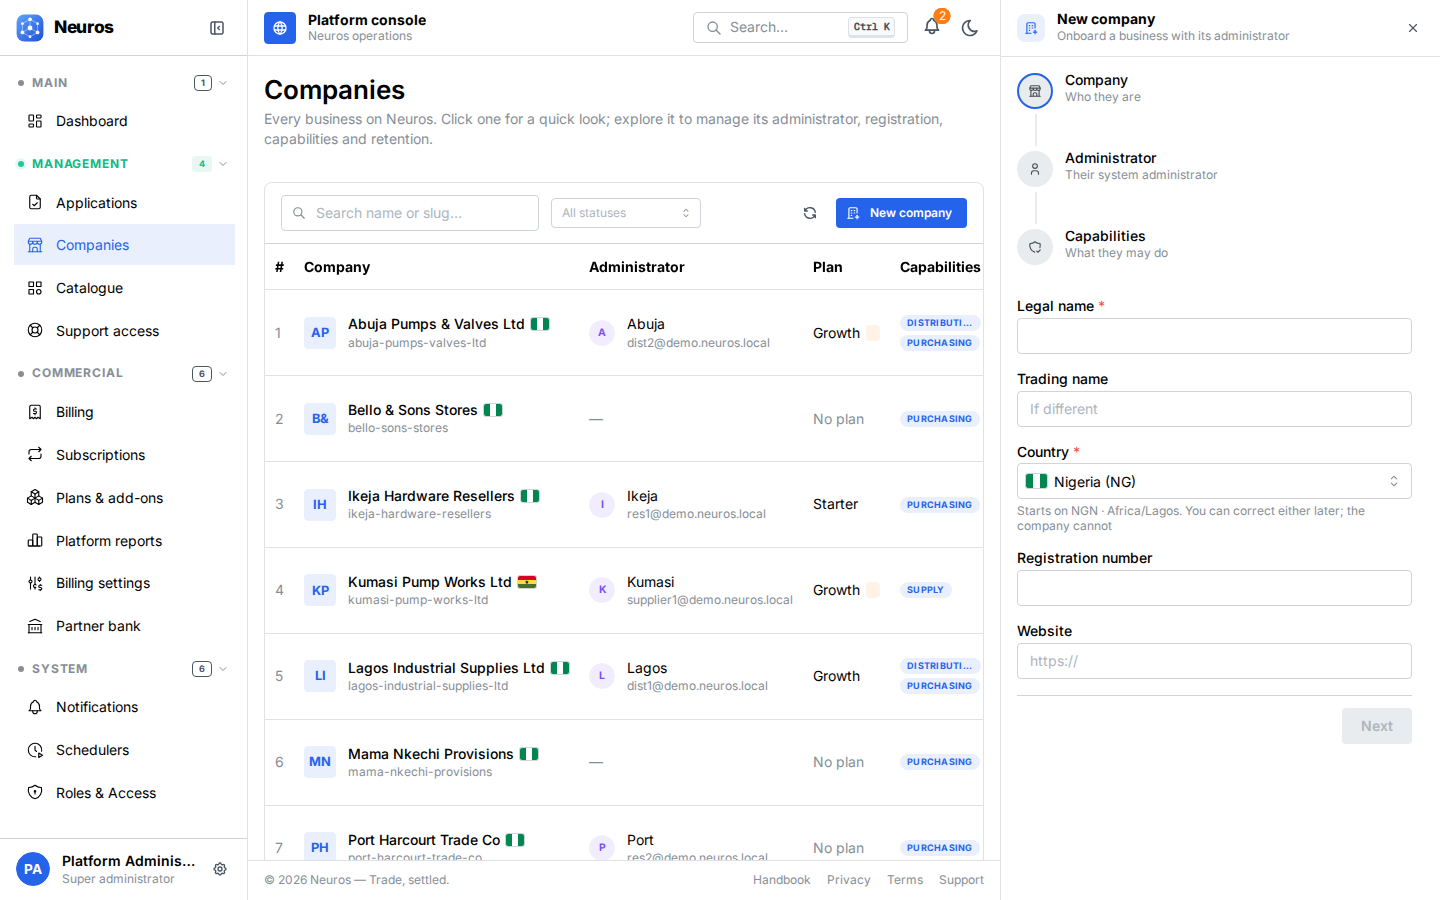 Neuros
MAIN
1
Dashboard
MANAGEMENT
4
Applications
Companies
Catalogue
Support access
COMMERCIAL
6
Billing
Subscriptions
Plans & add-ons
Platform reports
Billing settings
Partner bank
SYSTEM
6
Notifications
Schedulers
Roles & Access
PA
Platform Adminis...
Super administrator
Platform console
Neuros operations
Search...
Ctrl K
2
Companies
Every business on Neuros. Click one for a quick look; explore it to manage its administrator, registration,
capabilities and retention.
Search name or slug...
All statuses
New company
# Company Administrator Plan Capabilities
1 AP Abuja Pumps & Valves Ltd A Abuja Growth DISTRIBUTI...
abuja-pumps-valves-ltd dist2@demo.neuros.local PURCHASING
2 B& Bello & Sons Stores — No plan PURCHASING
bello-sons-stores
3 IH Ikeja Hardware Resellers I Ikeja Starter PURCHASING
ikeja-hardware-resellers res1@demo.neuros.local
4 KP Kumasi Pump Works Ltd K Kumasi Growth SUPPLY
kumasi-pump-works-ltd supplier1@demo.neuros.local
5 LI Lagos Industrial Supplies Ltd L Lagos Growth DISTRIBUTI...
lagos-industrial-supplies-ltd dist1@demo.neuros.local PURCHASING
6 MN Mama Nkechi Provisions — No plan PURCHASING
mama-nkechi-provisions
7 PH Port Harcourt Trade Co P Port No plan PURCHASING
port-harcourt-trade-co res2@demo.neuros.local
© 2026 Neuros — Trade, settled.
Handbook Privacy Terms Support
New company
Onboard a business with its administrator
Company
Who they are
Administrator
Their system administrator
Capabilities
What they may do
Legal name *
Trading name
If different
Country *
Nigeria (NG)
Starts on NGN · Africa/Lagos. You can correct either later; the
company cannot
Registration number
Website
https://
Next